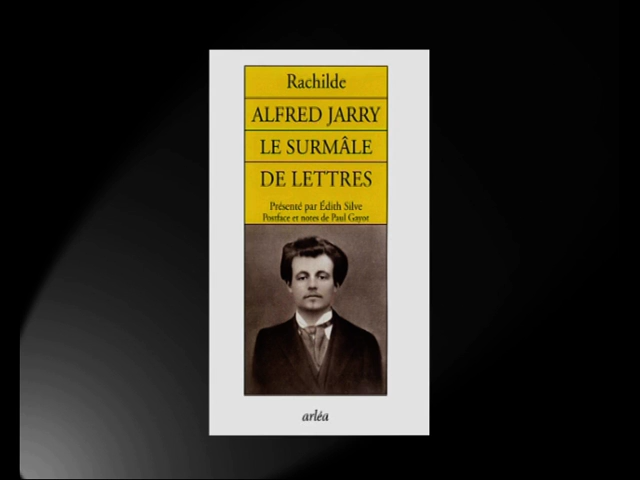 Rachilde
ALFRED JARRY
LE SURMÂLE
DE LETTRES
Présenté par Édith Silve
Postface et notes de Paul Gayot
arléa